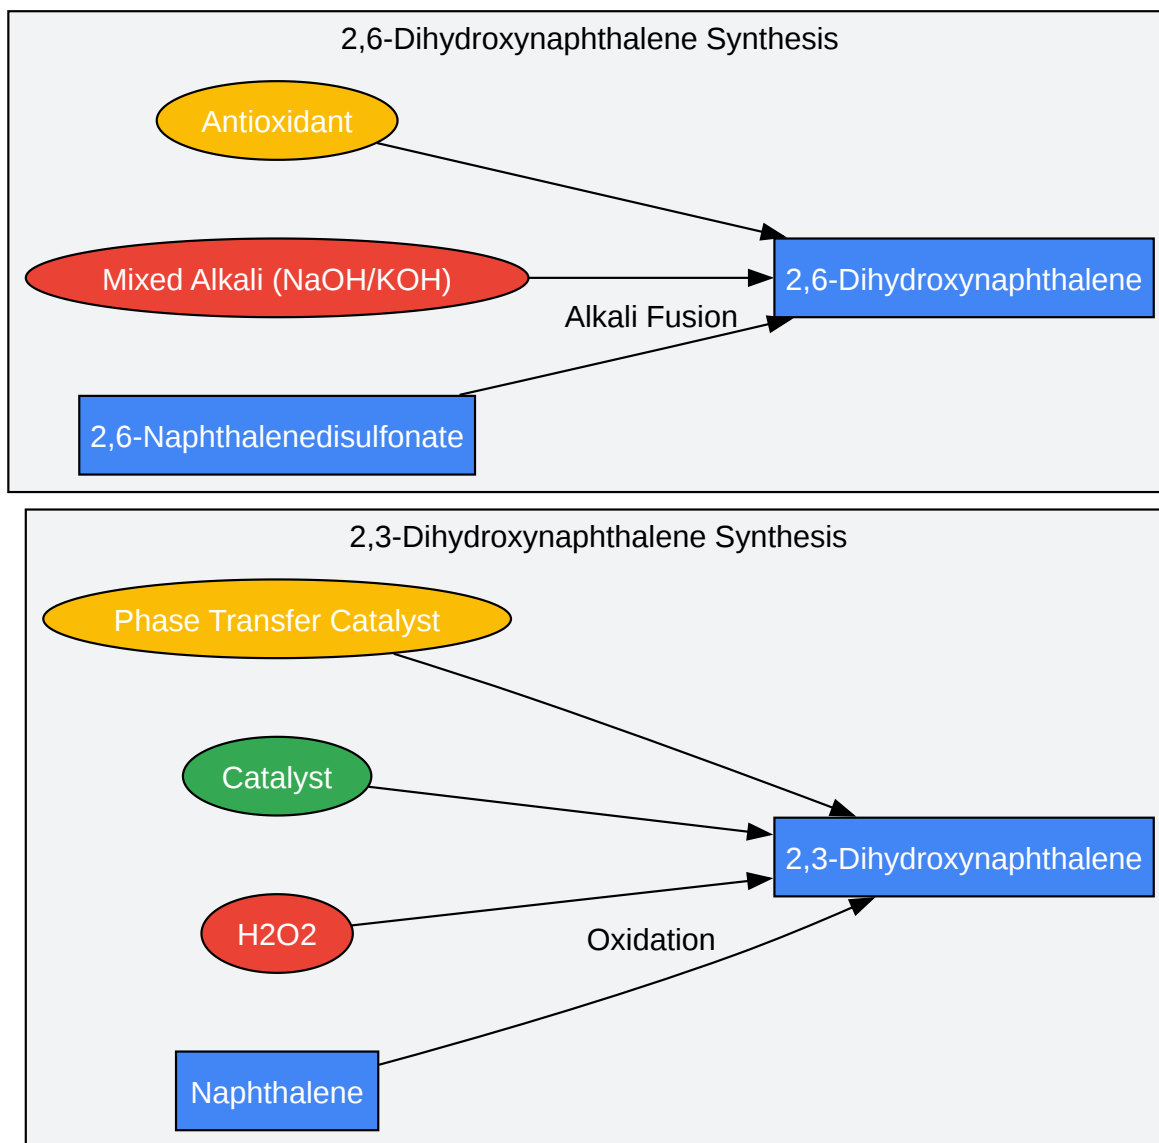 2,6-Dihydroxynaphthalene Synthesis
Antioxidant
Mixed Alkali (NaOH/KOH)
2,6-Dihydroxynaphthalene
Alkali Fusion
2,6-Naphthalenedisulfonate
2,3-Dihydroxynaphthalene Synthesis
Phase Transfer Catalyst
Catalyst
2,3-Dihydroxynaphthalene
H2O2
Oxidation
Naphthalene